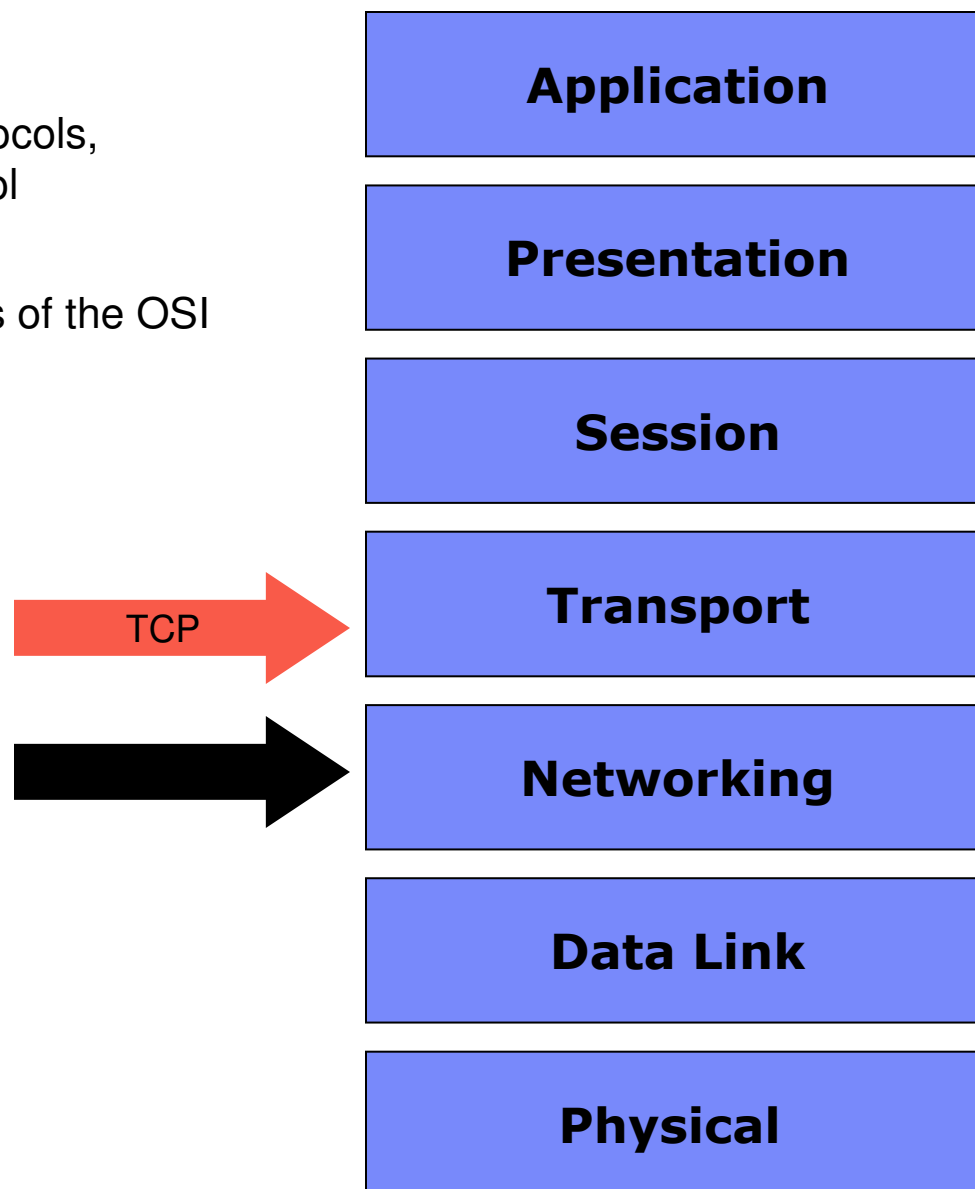 ocols,
ol
s of the OSI
Application
Presentation
Session
Transport
TCP
Networking
Data Link
Physical